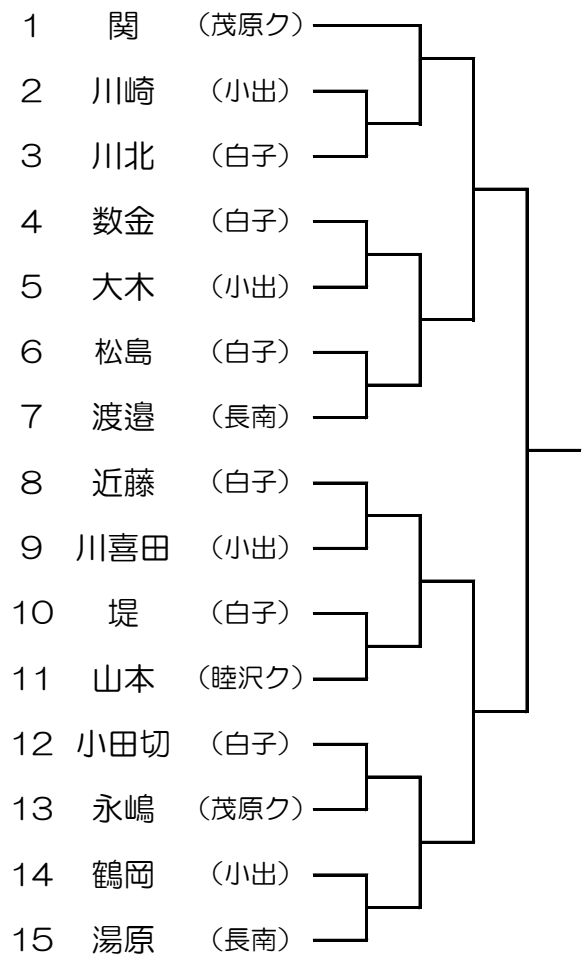 1 関 (茂原ク)
2 川崎 (小出)
3 川北 (白子)
4 数金 (白子)
5 大木 (小出)
6 松島 (白子)
7 渡邉 (長南)
8 近藤 (白子)
9 川喜田 (小出)
10 堤 (白子)
11 山本 (睦沢ク)
12 小田切 (白子)
13 永嶋 (茂原ク)
14 鶴岡 (小出)
15 湯原 (長南)